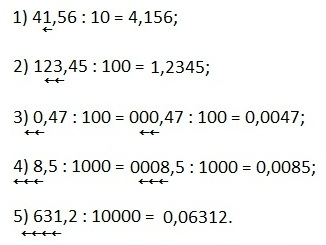 1) 41,56 : 10 = 4,156;
2) 123,45 : 100 = 1,2345;
3) 0,47 : 100 = 000,47 : 100 = 0,0047;
4) 8,5 : 1000 = 0008,5 : 1000 = 0,0085;
5) 631,2 : 10000 = 0,06312.